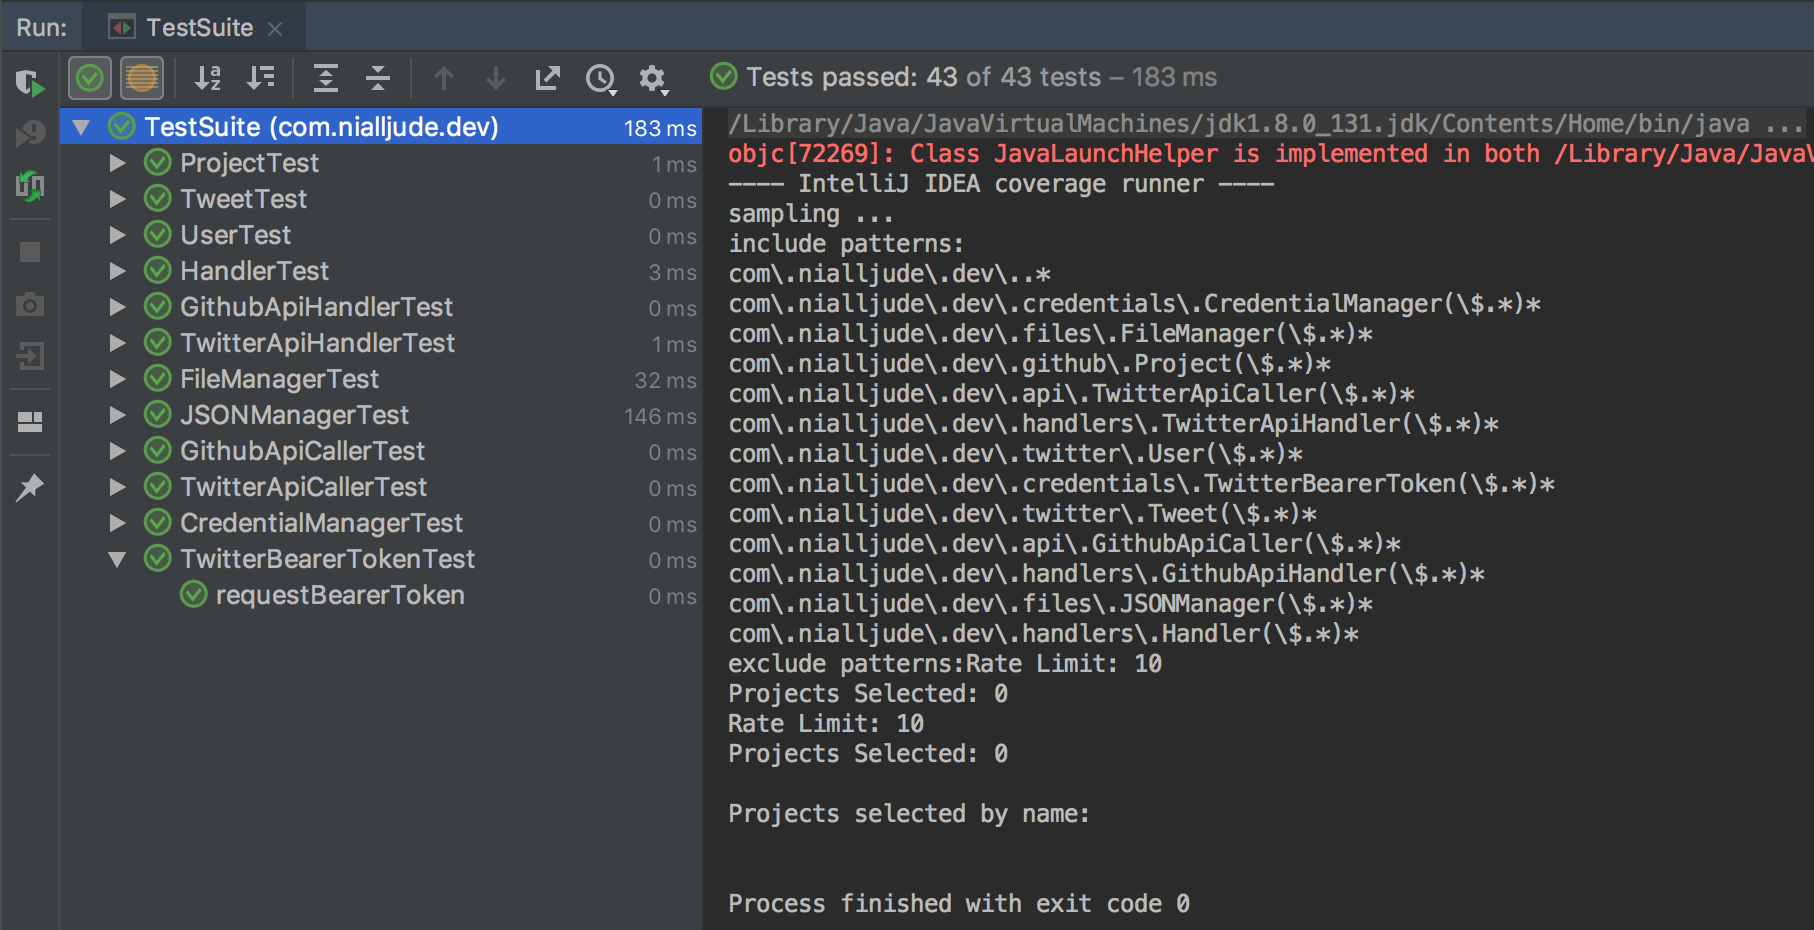 Run: TestSuite
Tests passed: 43 of 43 tests – 183 ms
TestSuite (com.nialljude.dev) 183 ms
ProjectTest 1 ms
TweetTest 0 ms
UserTest 0 ms
HandlerTest 3 ms
GithubApiHandlerTest 0 ms
TwitterApiHandlerTest 1 ms
FileManagerTest 32 ms
JSONManagerTest 146 ms
GithubApiCallerTest 0 ms
TwitterApiCallerTest 0 ms
CredentialManagerTest 0 ms
TwitterBearerTokenTest 0 ms
requestBearerToken 0 ms
/Library/Java/JavaVirtualMachines/jdk1.8.0_131.jdk/Contents/Home/bin/java ...
objc[72269]: Class JavaLaunchHelper is implemented in both /Library/Java/JavaV
---- IntelliJ IDEA coverage runner ----
sampling ...
include patterns:
com\.nialljude\.dev\..*
com\.nialljude\.dev\.credentials\.CredentialManager(\$.*)*
com\.nialljude\.dev\.files\.FileManager(\$.*)*
com\.nialljude\.dev\.github\.Project(\$.*)*
com\.nialljude\.dev\.api\.TwitterApiCaller(\$.*)*
com\.nialljude\.dev\.handlers\.TwitterApiHandler(\$.*)*
com\.nialljude\.dev\.twitter\.User(\$.*)*
com\.nialljude\.dev\.credentials\.TwitterBearerToken(\$.*)*
com\.nialljude\.dev\.twitter\.Tweet(\$.*)*
com\.nialljude\.dev\.api\.GithubApiCaller(\$.*)*
com\.nialljude\.dev\.handlers\.GithubApiHandler(\$.*)*
com\.nialljude\.dev\.files\.JSONManager(\$.*)*
com\.nialljude\.dev\.handlers\.Handler(\$.*)*
exclude patterns:Rate Limit: 10
Projects Selected: 0
Rate Limit: 10
Projects Selected: 0
Projects selected by name:
Process finished with exit code 0